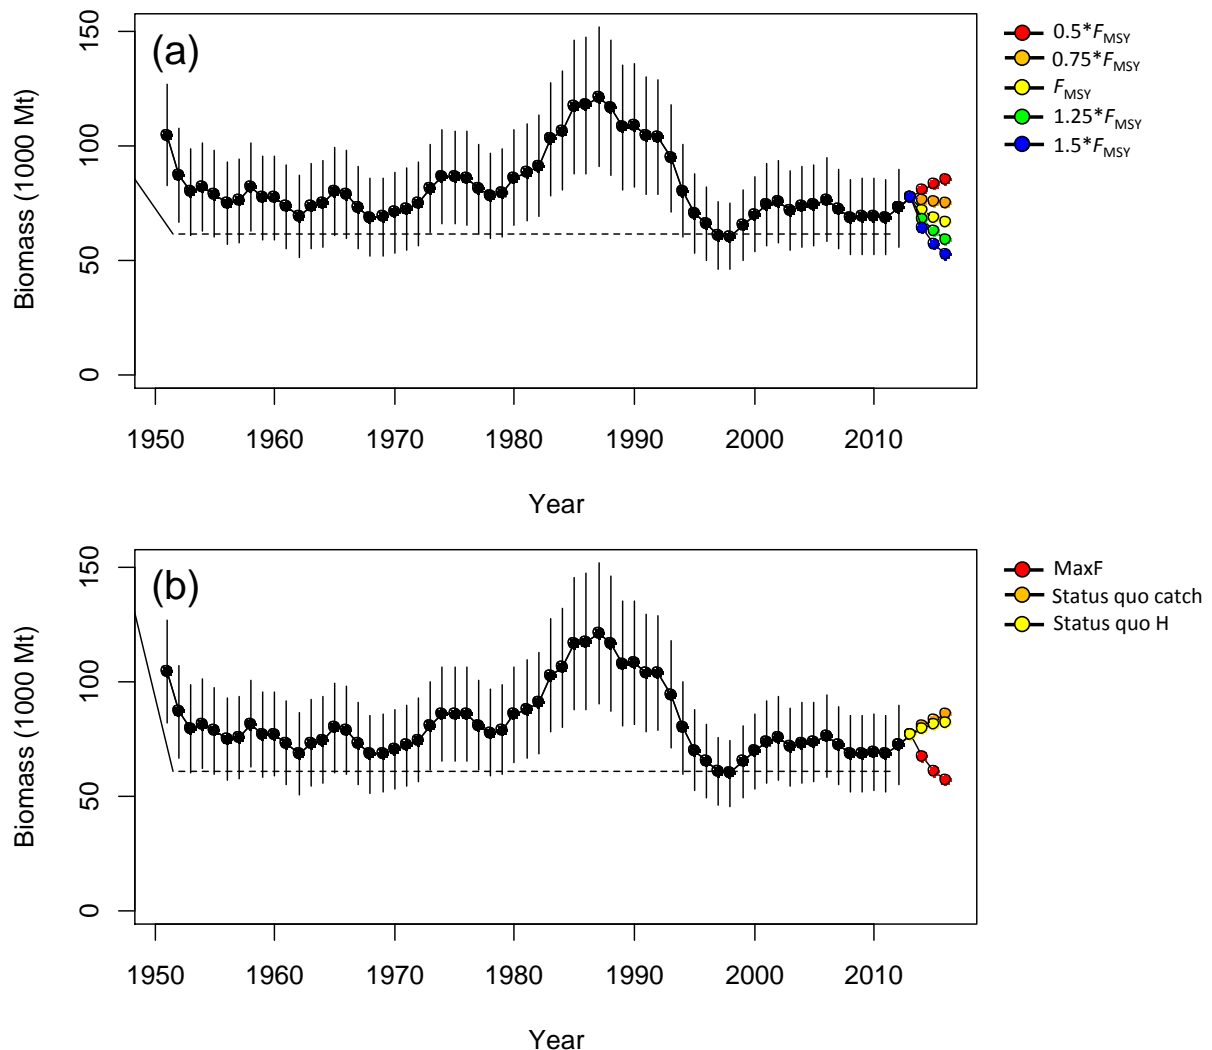 (a)
Biomass (1000 Mt)
150
100
50
0
1950 1960 1970 1980 1990 2000 2010
Year
0.5*FMSY
0.75*FMSY
FMSY
1.25*FMSY
1.5*FMSY
(b)
Biomass (1000 Mt)
150
100
50
0
1950 1960 1970 1980 1990 2000 2010
Year
MaxF
Status quo catch
Status quo H